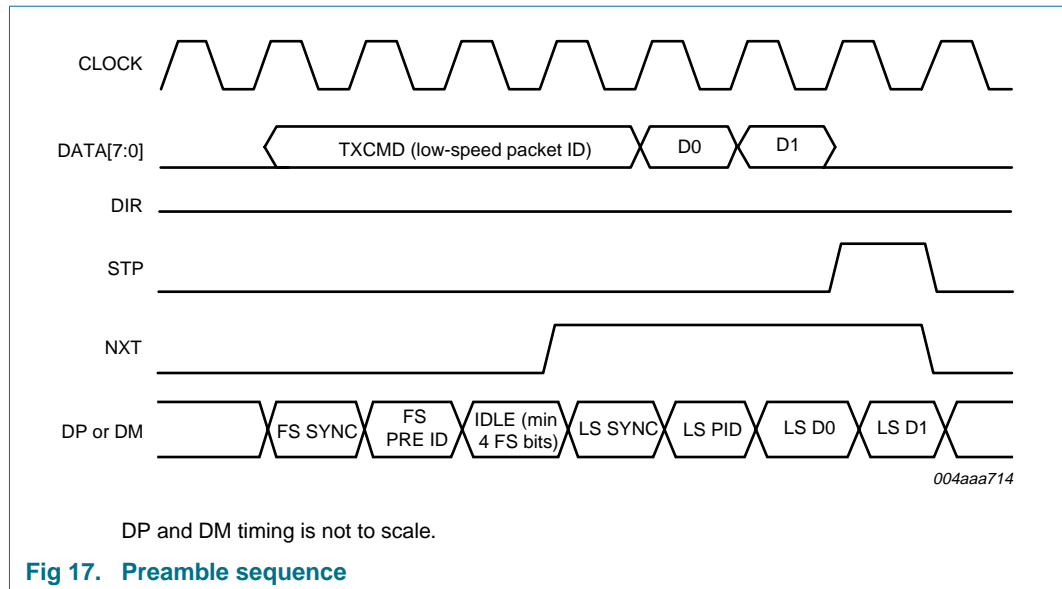 CLOCK
DATA[7:0]
TXCMD (low-speed packet ID)
D0
D1
DIR
STP
NXT
DP or DM
FS SYNC
FS
PRE ID
IDLE (min
4 FS bits)
LS SYNC
LS PID
LS D0
LS D1
004aaa714
DP and DM timing is not to scale.
Fig 17. Preamble sequence